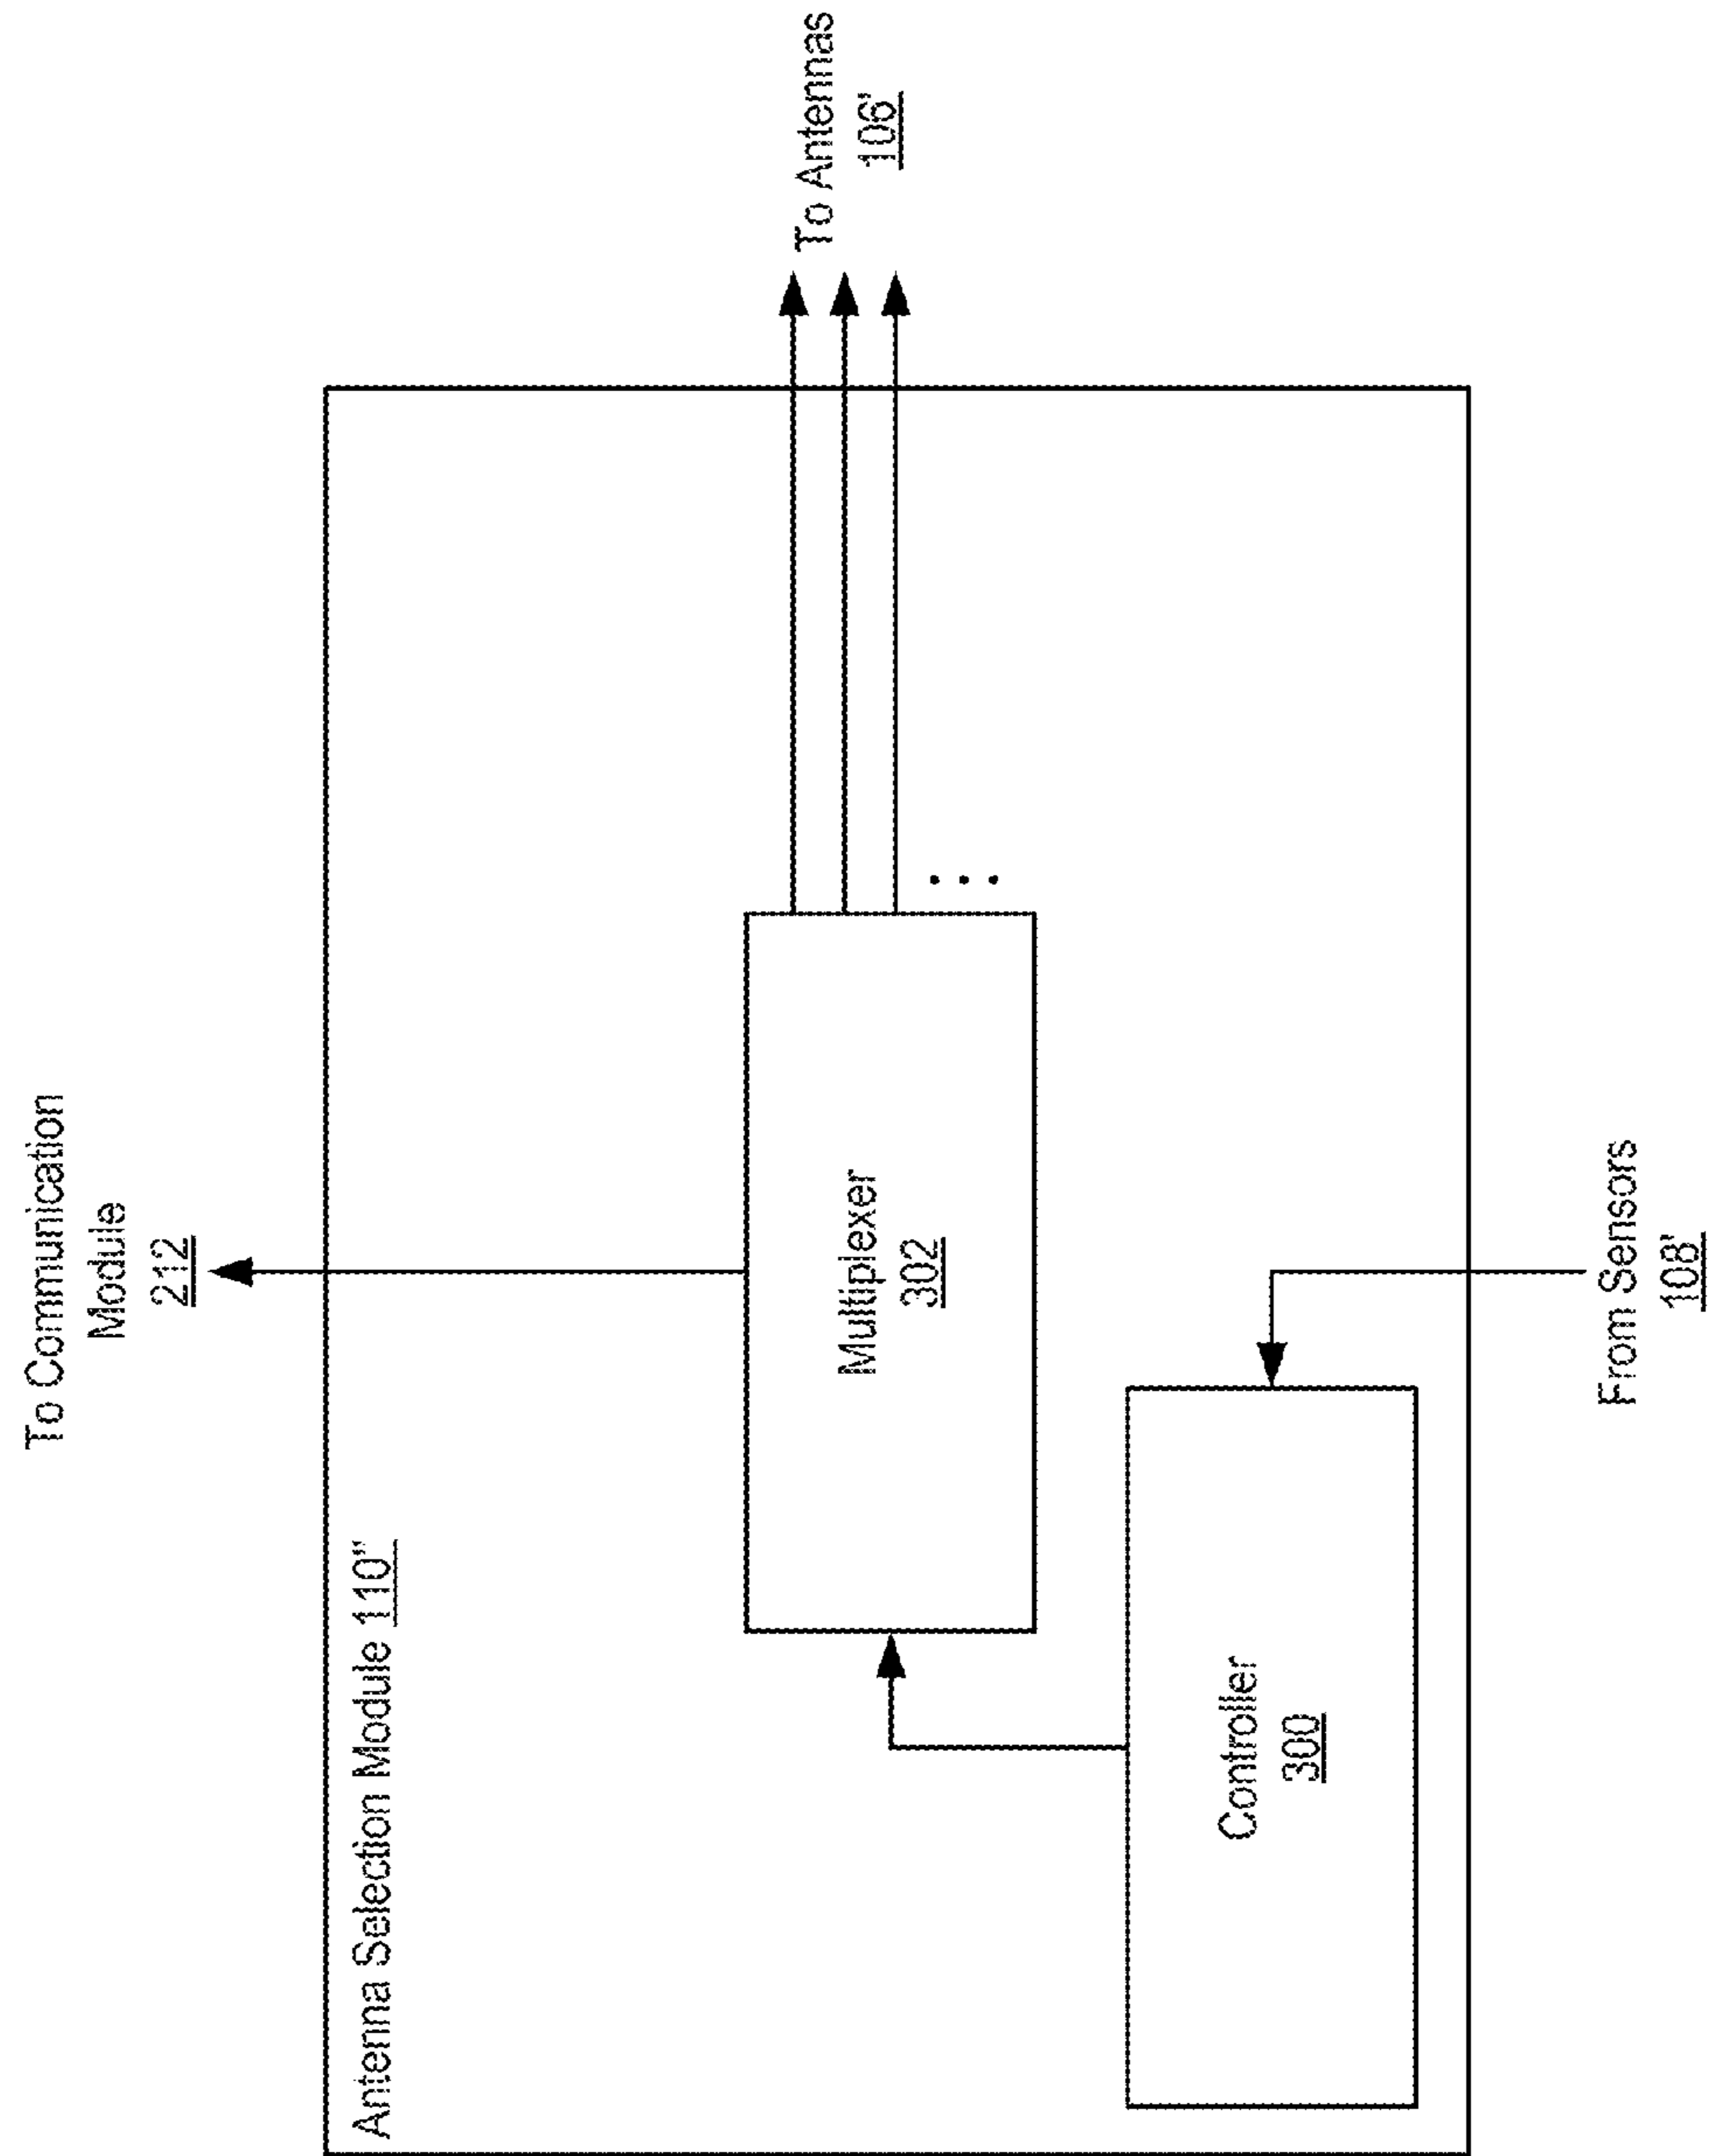 To Communication
Module
212
Antenna Selection Module 110"
To Antennas
106'
Multiplexer
302
...
Controller
300
From Sensors
108'